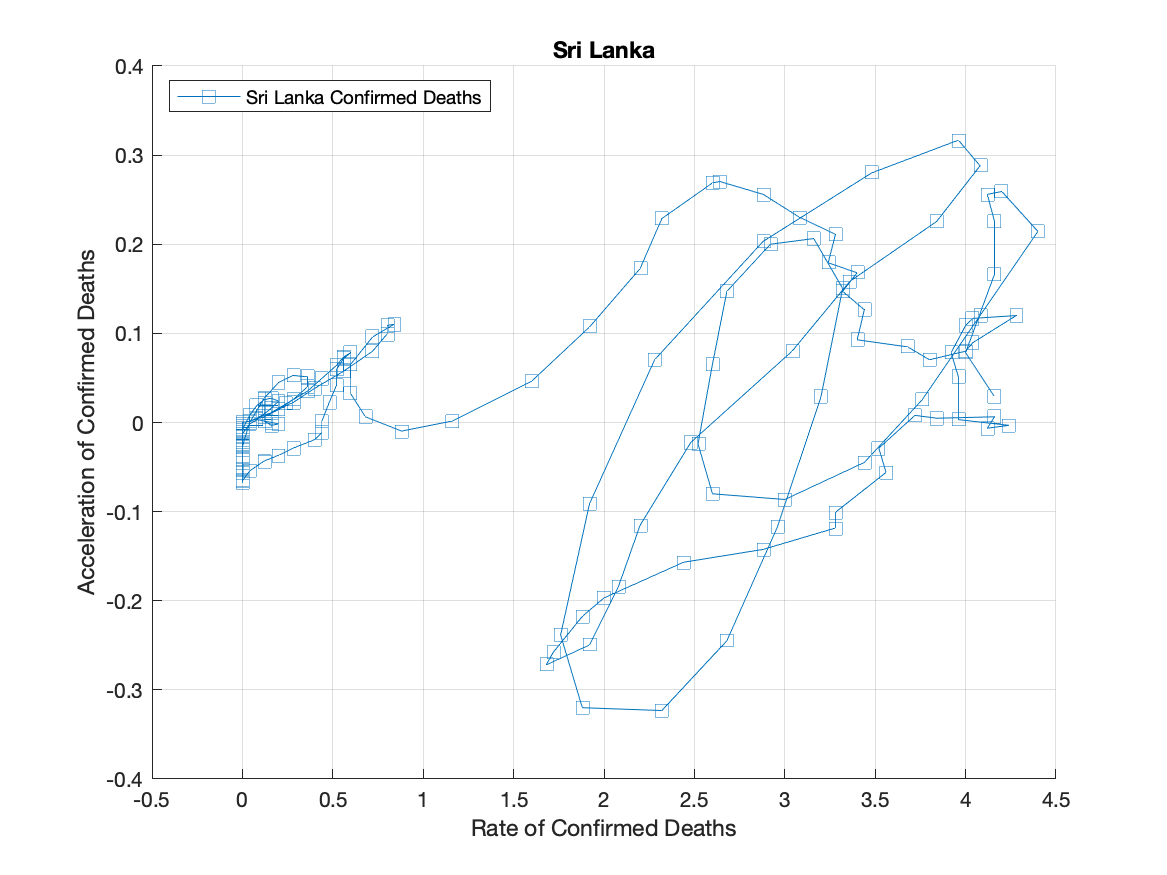 Sri Lanka
Sri Lanka Confirmed Deaths
0.4
0.3
0.2
0.1
0
-0.1
-0.2
-0.3
-0.4
Acceleration of Confirmed Deaths
-0.5 0 0.5 1 1.5 2 2.5 3 3.5 4 4.5
Rate of Confirmed Deaths